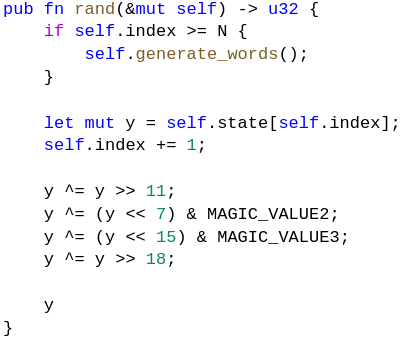 pub fn rand(&mut self) -> u32 {
    if self.index >= N {
        self.generate_words();
    }

    let mut y = self.state[self.index];
    self.index += 1;

    y ^= y >> 11;
    y ^= (y << 7) & MAGIC_VALUE2;
    y ^= (y << 15) & MAGIC_VALUE3;
    y ^= y >> 18;

    y
}